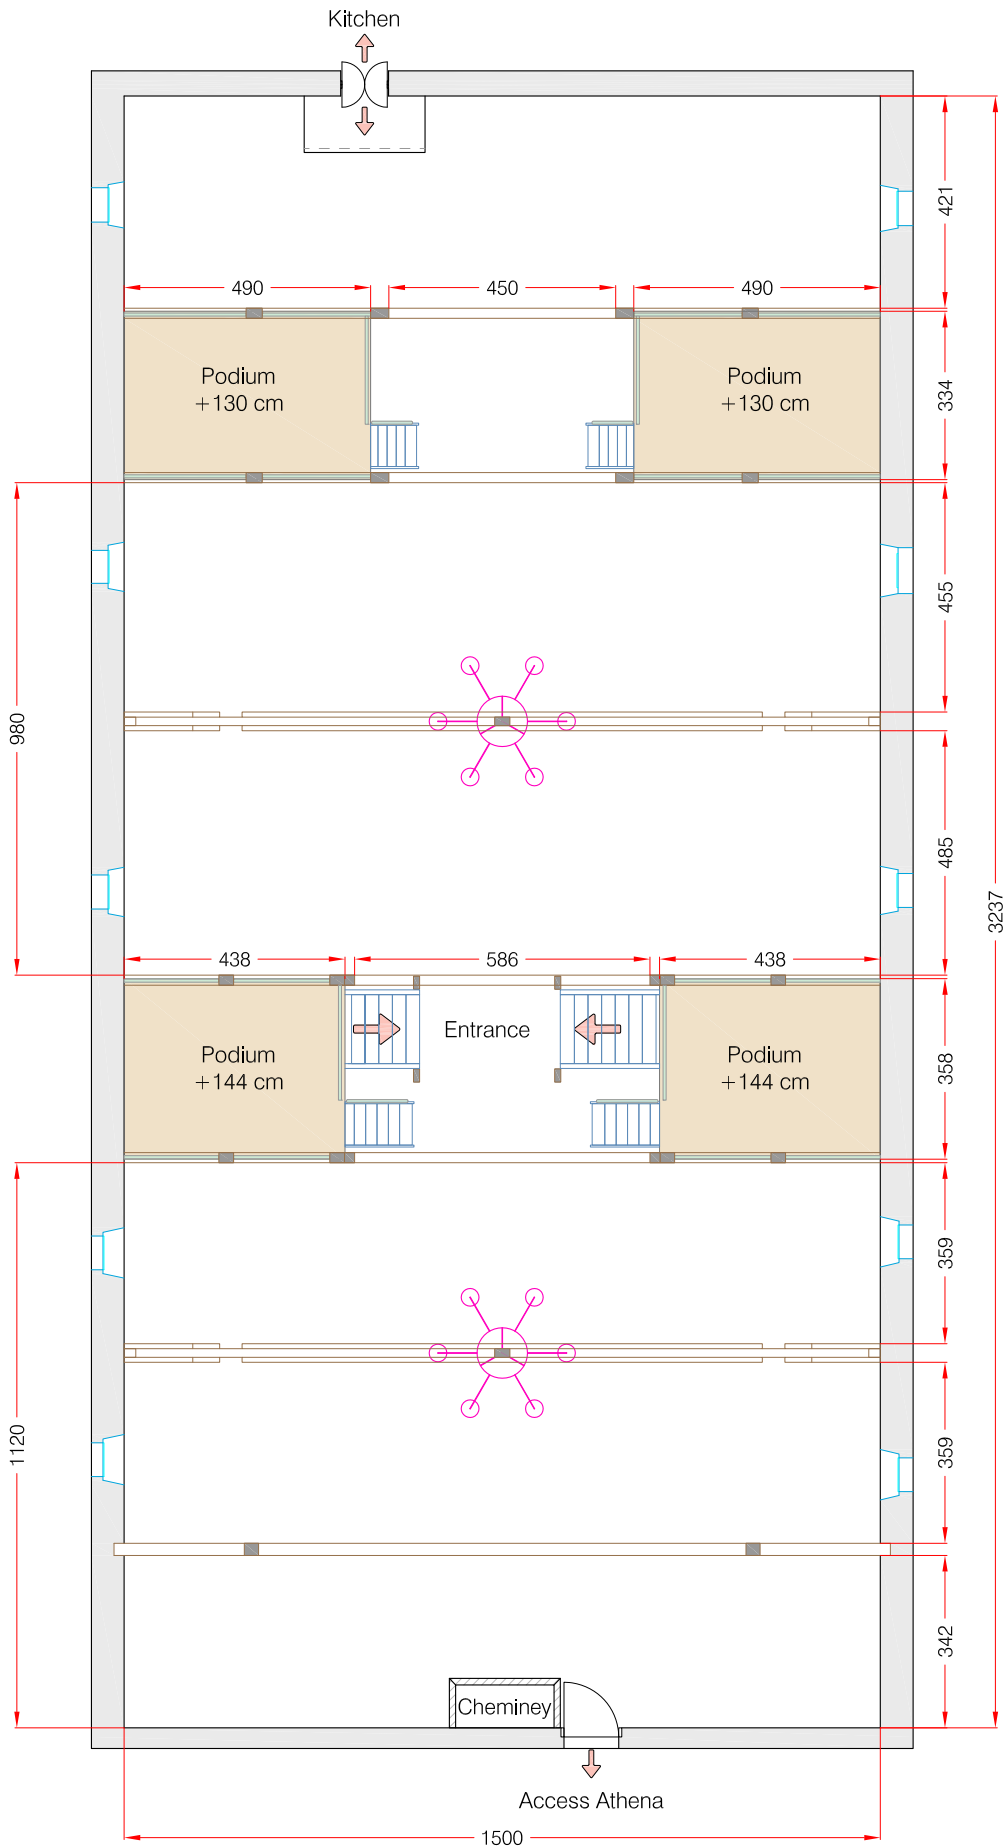 Kitchen
421
490
450
490
Podium
+130 cm
Podium
+130 cm
334
455
980
485
3237
438
586
438
Entrance
Podium
+144 cm
Podium
+144 cm
358
359
1120
359
342
Cheminey
Access Athena
1500